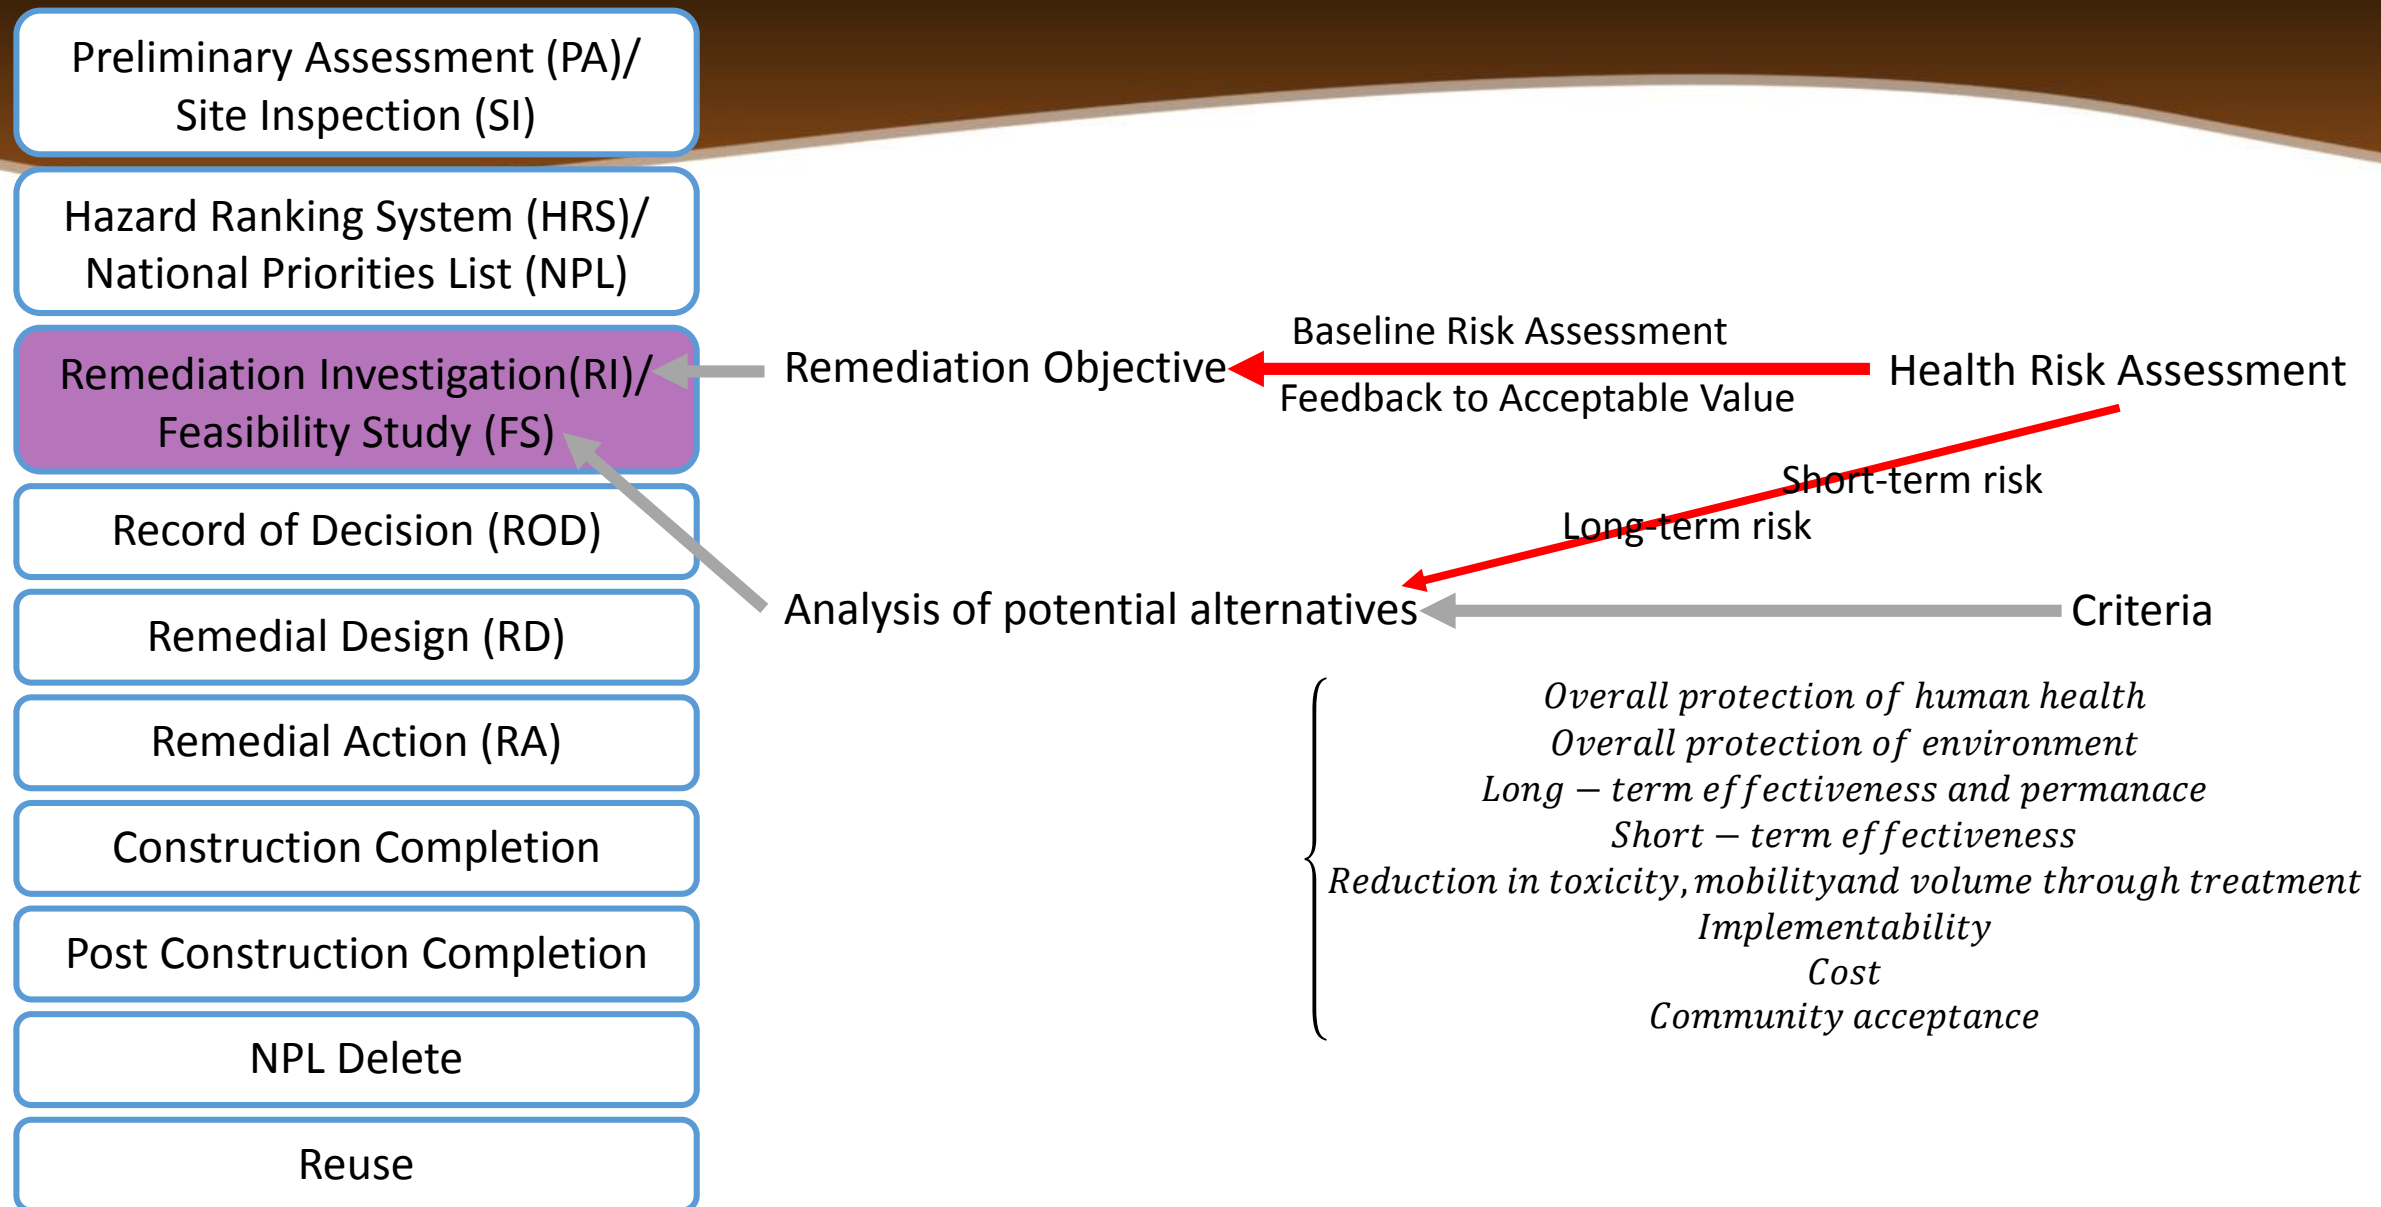 Preliminary Assessment (PA)/
Site Inspection (SI)
Hazard Ranking System (HRS)/
National Priorities List (NPL)
Remediation Investigation(RI)/
Feasibility Study (FS)
Record of Decision (ROD)
Remedial Design (RD)
Remedial Action (RA)
Construction Completion
Post Construction Completion
NPL Delete
Reuse
Remediation Objective
Baseline Risk Assessment
Feedback to Acceptable Value
Health Risk Assessment
Short-term risk
Long-term risk
Analysis of potential alternatives
Criteria
Overall protection of human health
Overall protection of environment
Long − term effectiveness and permanace
Short − term effectiveness
Reduction in toxicity, mobilityand volume through treatment
Implementability
Cost
Community acceptance